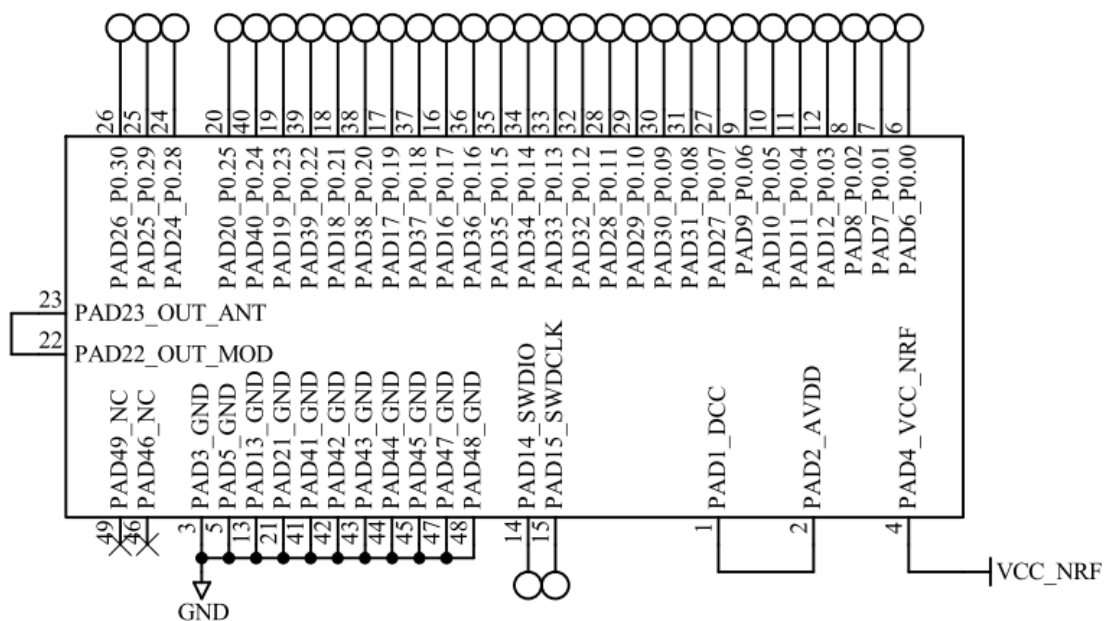 26
25
24
20
40
19
39
18
38
17
37
16
36
35
34
33
32
28
29
30
31
27
9
10
11
12
8
7
6
PAD26_P0.30
PAD25_P0.29
PAD24_P0.28
PAD20_P0.25
PAD40_P0.24
PAD19_P0.23
PAD39_P0.22
PAD18_P0.21
PAD38_P0.20
PAD17_P0.19
PAD37_P0.18
PAD16_P0.17
PAD36_P0.16
PAD35_P0.15
PAD34_P0.14
PAD33_P0.13
PAD32_P0.12
PAD28_P0.11
PAD29_P0.10
PAD30_P0.09
PAD31_P0.08
PAD27_P0.07
PAD9_P0.06
PAD10_P0.05
PAD11_P0.04
PAD12_P0.03
PAD8_P0.02
PAD7_P0.01
PAD6_P0.00
23
PAD23_OUT_ANT
22
PAD22_OUT_MOD
PAD49_NC
PAD46_NC
PAD3_GND
PAD5_GND
PAD13_GND
PAD21_GND
PAD41_GND
PAD42_GND
PAD43_GND
PAD44_GND
PAD45_GND
PAD47_GND
PAD48_GND
PAD14_SWDIO
PAD15_SWDCLK
PAD1_DCC
PAD2_AVDD
PAD4_VCC_NRF
49
46
3
5
13
21
41
42
43
44
45
47
48
14
15
1
2
4
VCC_NRF
GND